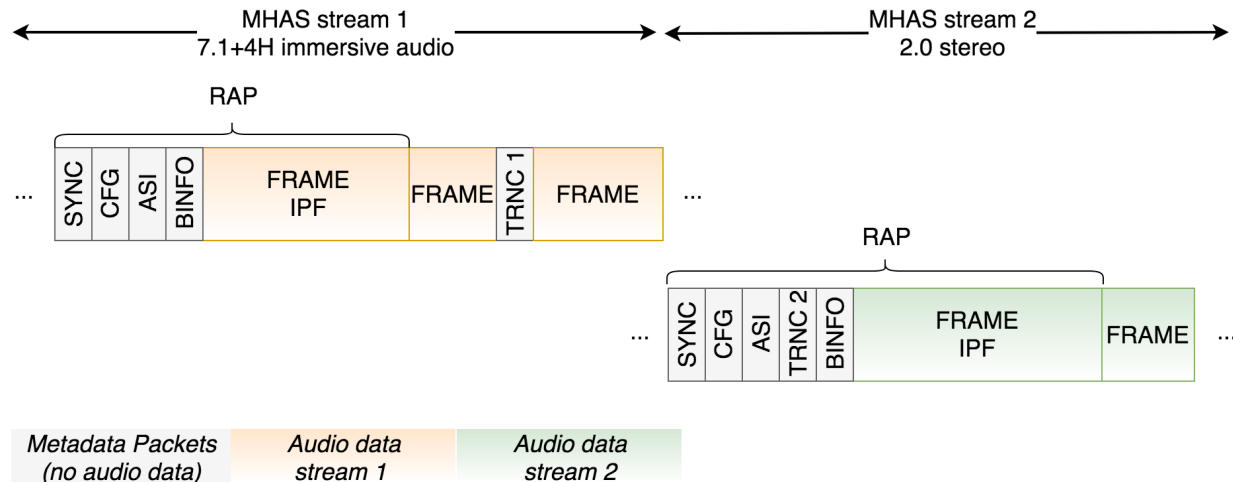 MHAS stream 1
7.1+4H immersive audio
MHAS stream 2
2.0 stereo
RAP
... SYNC CFG ASI BINFO FRAME IPF FRAME TRNC 1 FRAME ...
RAP
... SYNC CFG ASI TRNC 2 BINFO FRAME IPF FRAME ...
Metadata Packets
(no audio data)
Audio data
stream 1
Audio data
stream 2